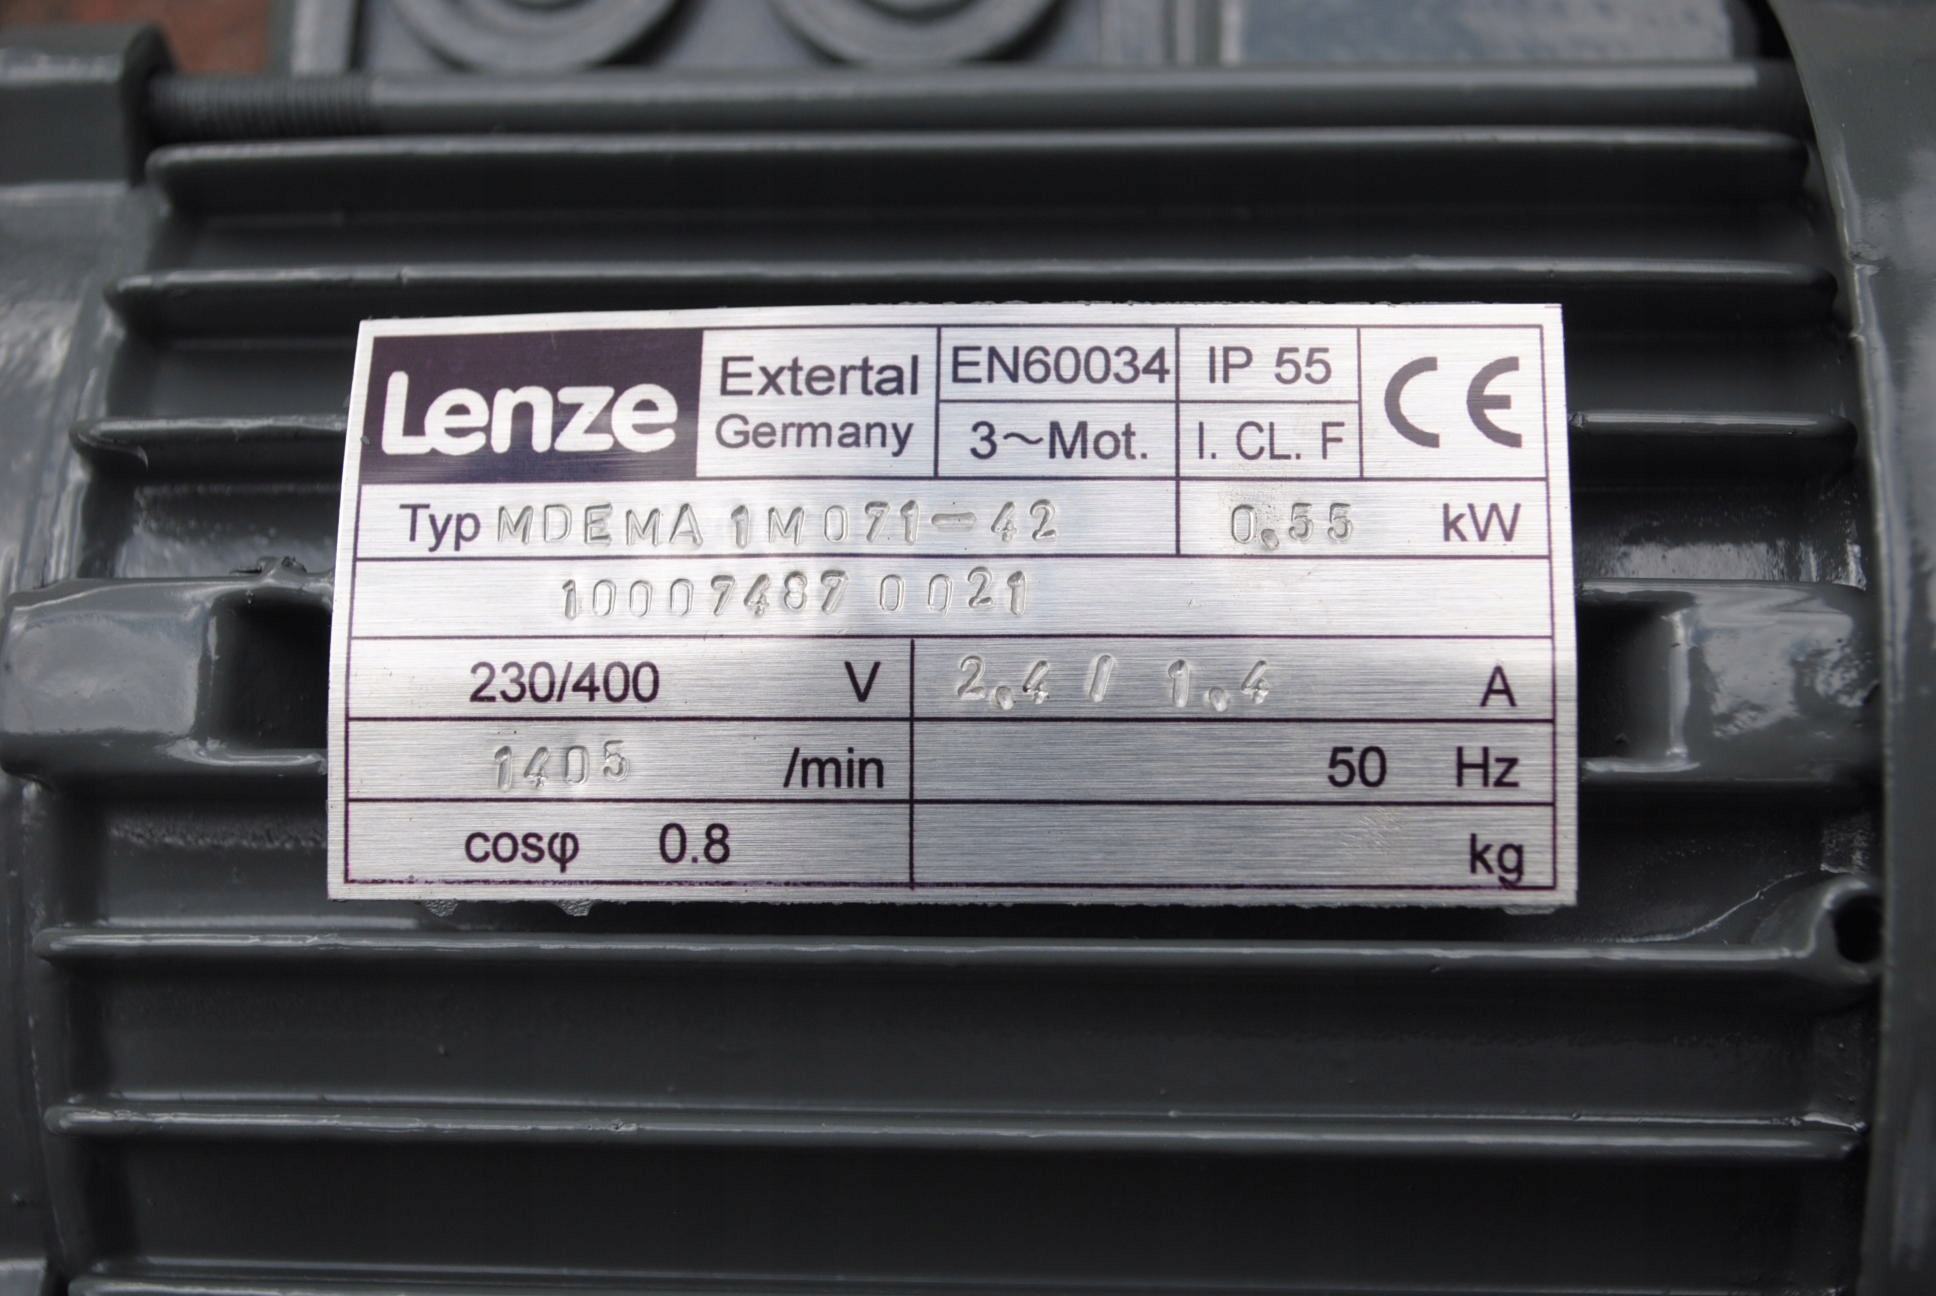 Lenze Extertal Germany EN60034 IP 55 CE
3~Mot. I. CL. F
Typ MDEMA 1M071-42 0.55 kW
10007487 0021
230/400 V 2.4 / 1.4 A
1405 /min 50 Hz
cosφ 0.8 kg